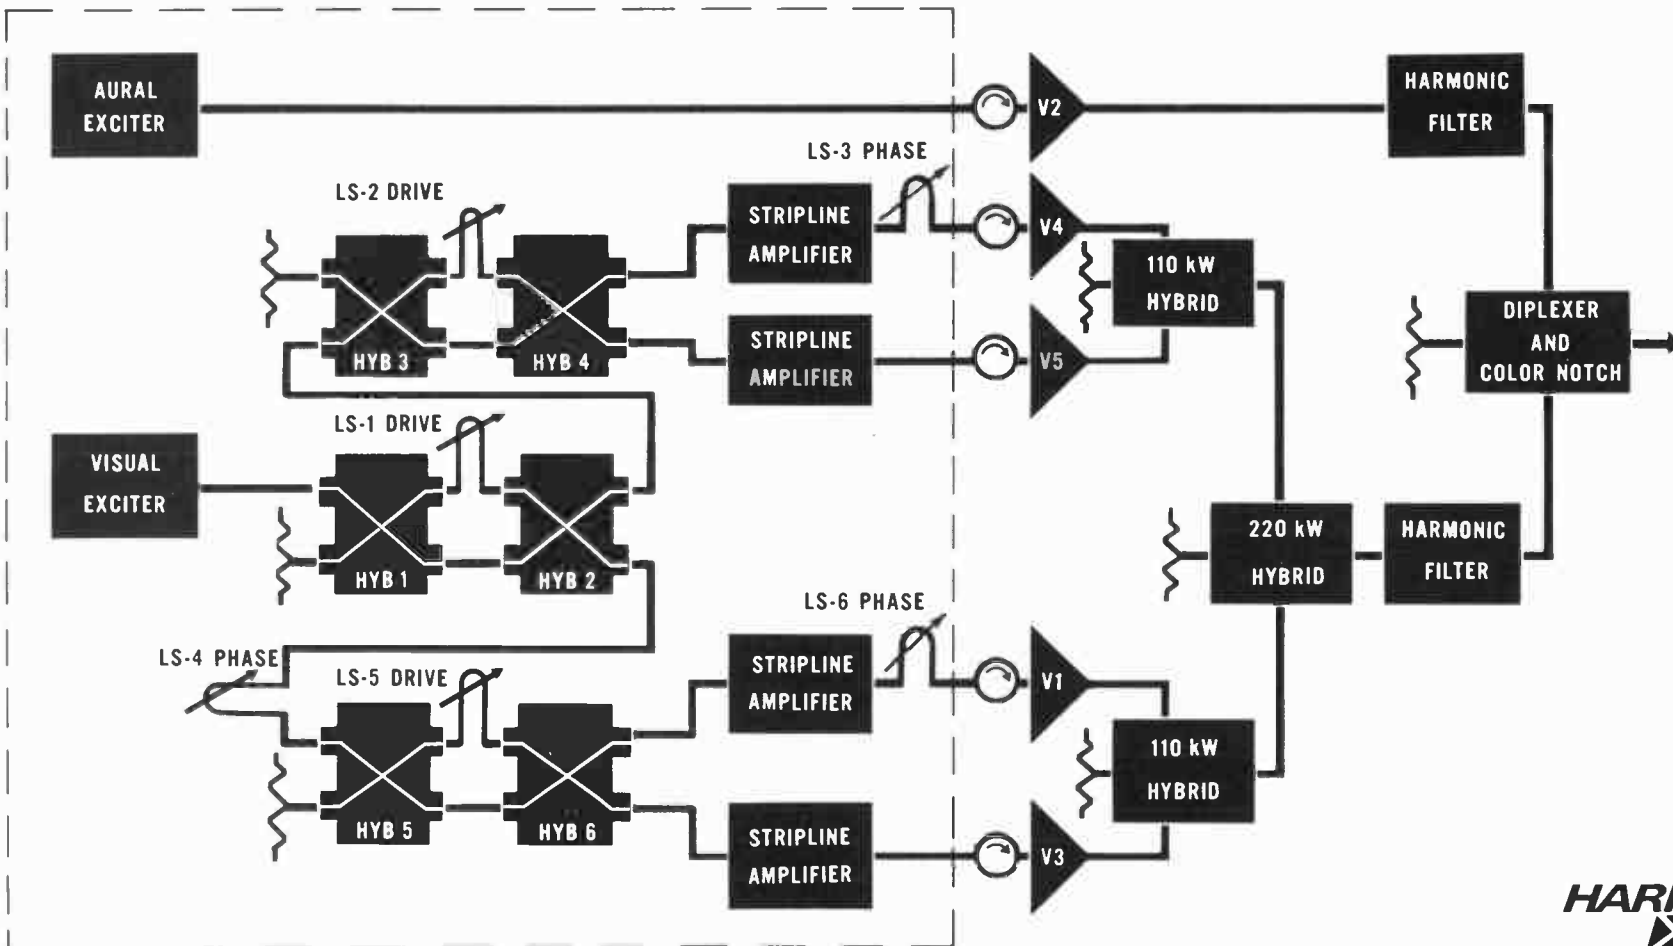 AURAL
EXCITER
V2
HARMONIC
FILTER
LS-3 PHASE
LS-2 DRIVE
HYB 3
HYB 4
STRIPLINE
AMPLIFIER
V4
110 kW
HYBRID
STRIPLINE
AMPLIFIER
V5
DIPLEXER
AND
COLOR NOTCH
VISUAL
EXCITER
LS-1 DRIVE
HYB 1
HYB 2
220 kW
HYBRID
HARMONIC
FILTER
LS-4 PHASE
LS-5 DRIVE
HYB 5
HYB 6
LS-6 PHASE
STRIPLINE
AMPLIFIER
V1
110 kW
HYBRID
STRIPLINE
AMPLIFIER
V3